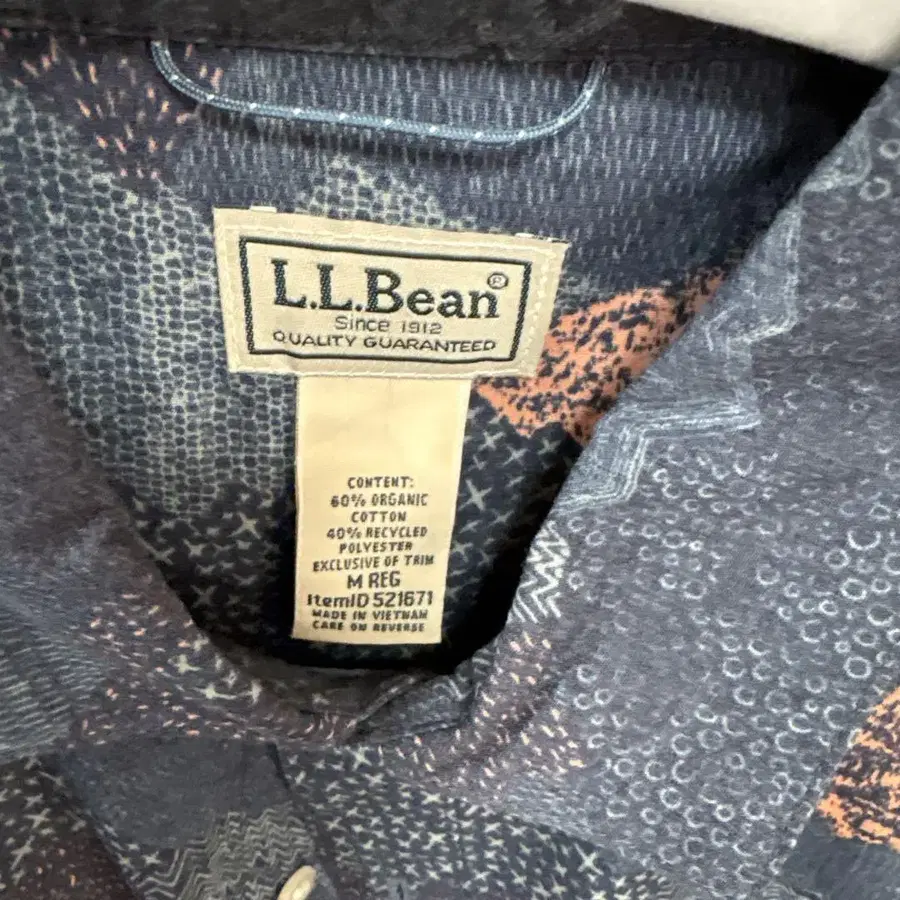 L.L.Bean®
Since 1912
QUALITY GUARANTEED
CONTENT:
60% ORGANIC
COTTON
40% RECYCLED
POLYESTER
EXCLUSIVE OF TRIM
M REG
ItemID 521671
MADE IN VIETNAM
CARE ON REVERSE